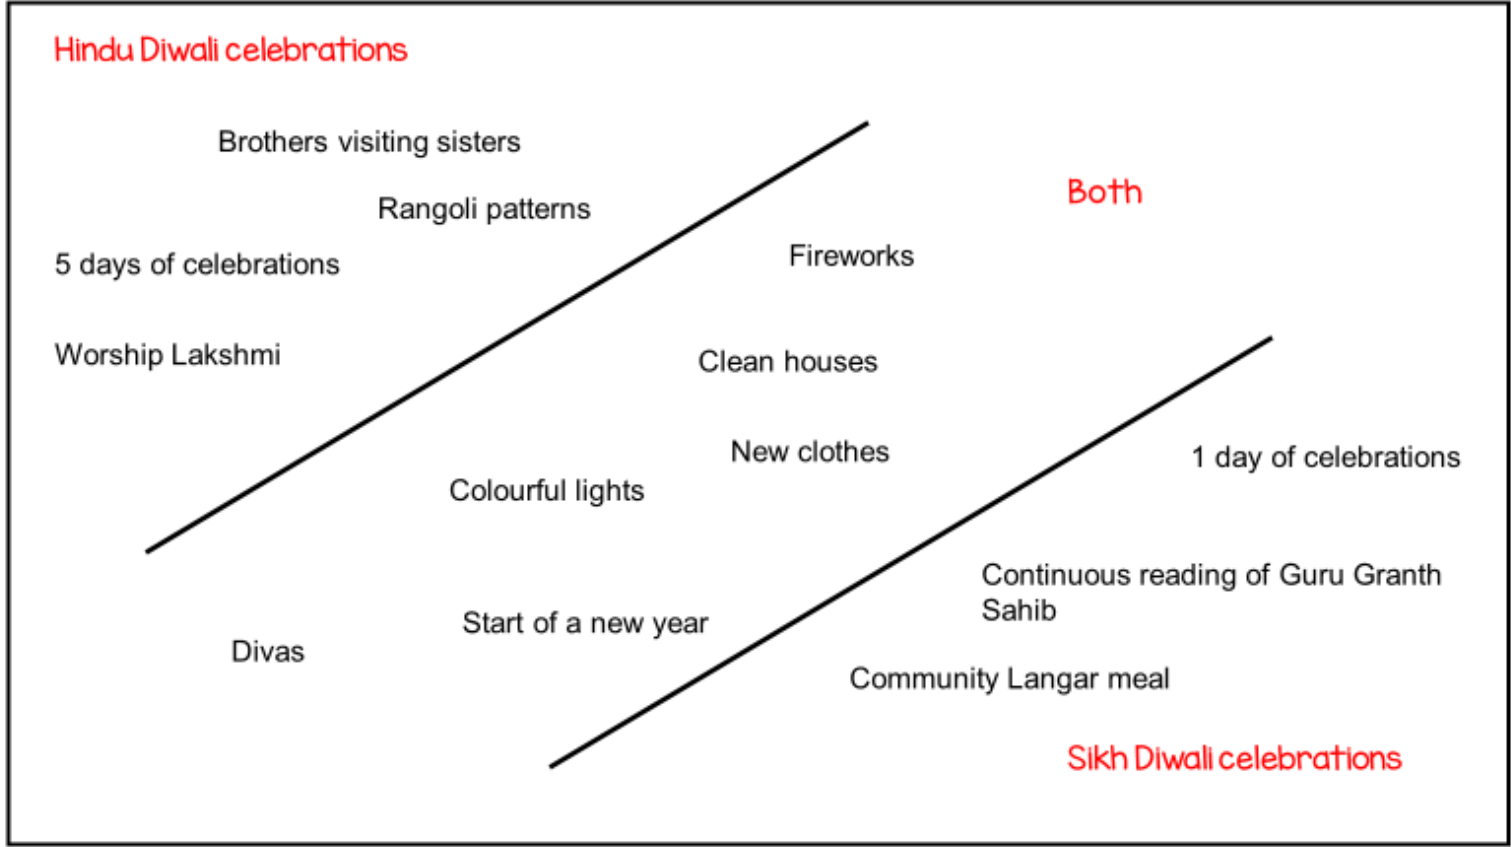 Hindu Diwali celebrations
Brothers visiting sisters
Rangoli patterns
5 days of celebrations
Worship Lakshmi
Both
Fireworks
Clean houses
New clothes
Colourful lights
Start of a new year
Divas
1 day of celebrations
Continuous reading of Guru Granth
Sahib
Community Langar meal
Sikh Diwali celebrations